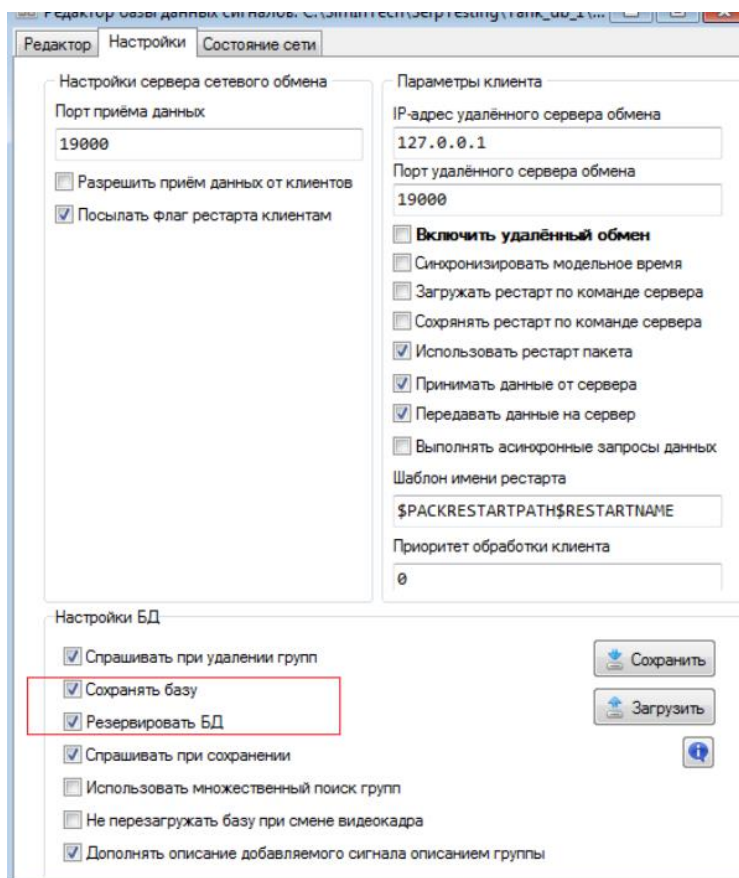 Редактор базы данных сигналов: C:\SimInTech\SerpTesting\Tank_db_1\...
Редактор Настройки Состояние сети
Настройки сервера сетевого обмена
Порт приёма данных
19000
Разрешить приём данных от клиентов
Посылать флаг рестарта клиентам
Параметры клиента
IP-адрес удалённого сервера обмена
127.0.0.1
Порт удалённого сервера обмена
19000
Включить удалённый обмен
Синхронизировать модельное время
Загружать рестарт по команде сервера
Сохрянять рестарт по команде сервера
Использовать рестарт пакета
Принимать данные от сервера
Передавать данные на сервер
Выполнять асинхронные запросы данных
Шаблон имени рестарта
$PACKRESTARTPATH$RESTARTNAME
Приоритет обработки клиента
0
Настройки БД
Спрашивать при удалении групп
Сохранять базу
Резервировать БД
Спрашивать при сохранении
Использовать множественный поиск групп
Не перезагружать базу при смене видеокадра
Дополнять описание добавляемого сигнала описанием группы
Сохранить
Загрузить